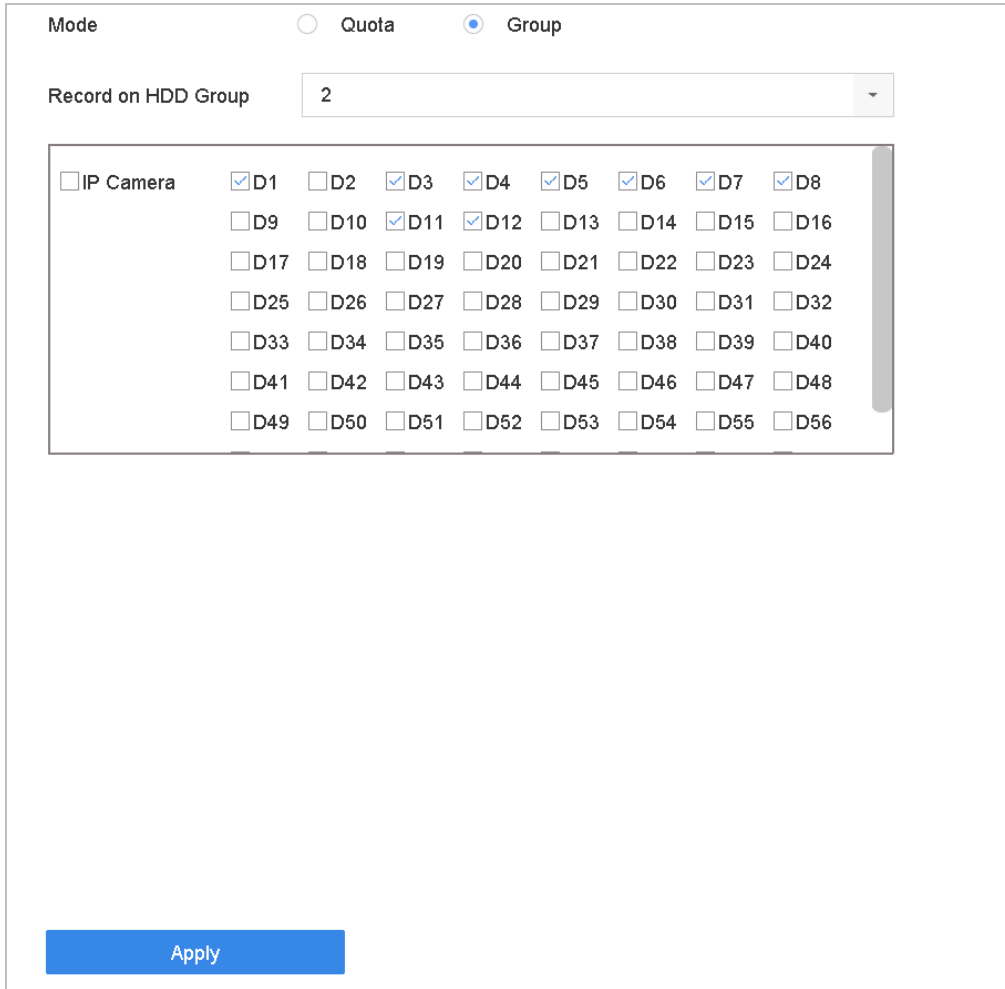 Mode Quota Group
Record on HDD Group 2
IP Camera D1 D2 D3 D4 D5 D6 D7 D8
D9 D10 D11 D12 D13 D14 D15 D16
D17 D18 D19 D20 D21 D22 D23 D24
D25 D26 D27 D28 D29 D30 D31 D32
D33 D34 D35 D36 D37 D38 D39 D40
D41 D42 D43 D44 D45 D46 D47 D48
D49 D50 D51 D52 D53 D54 D55 D56
Apply